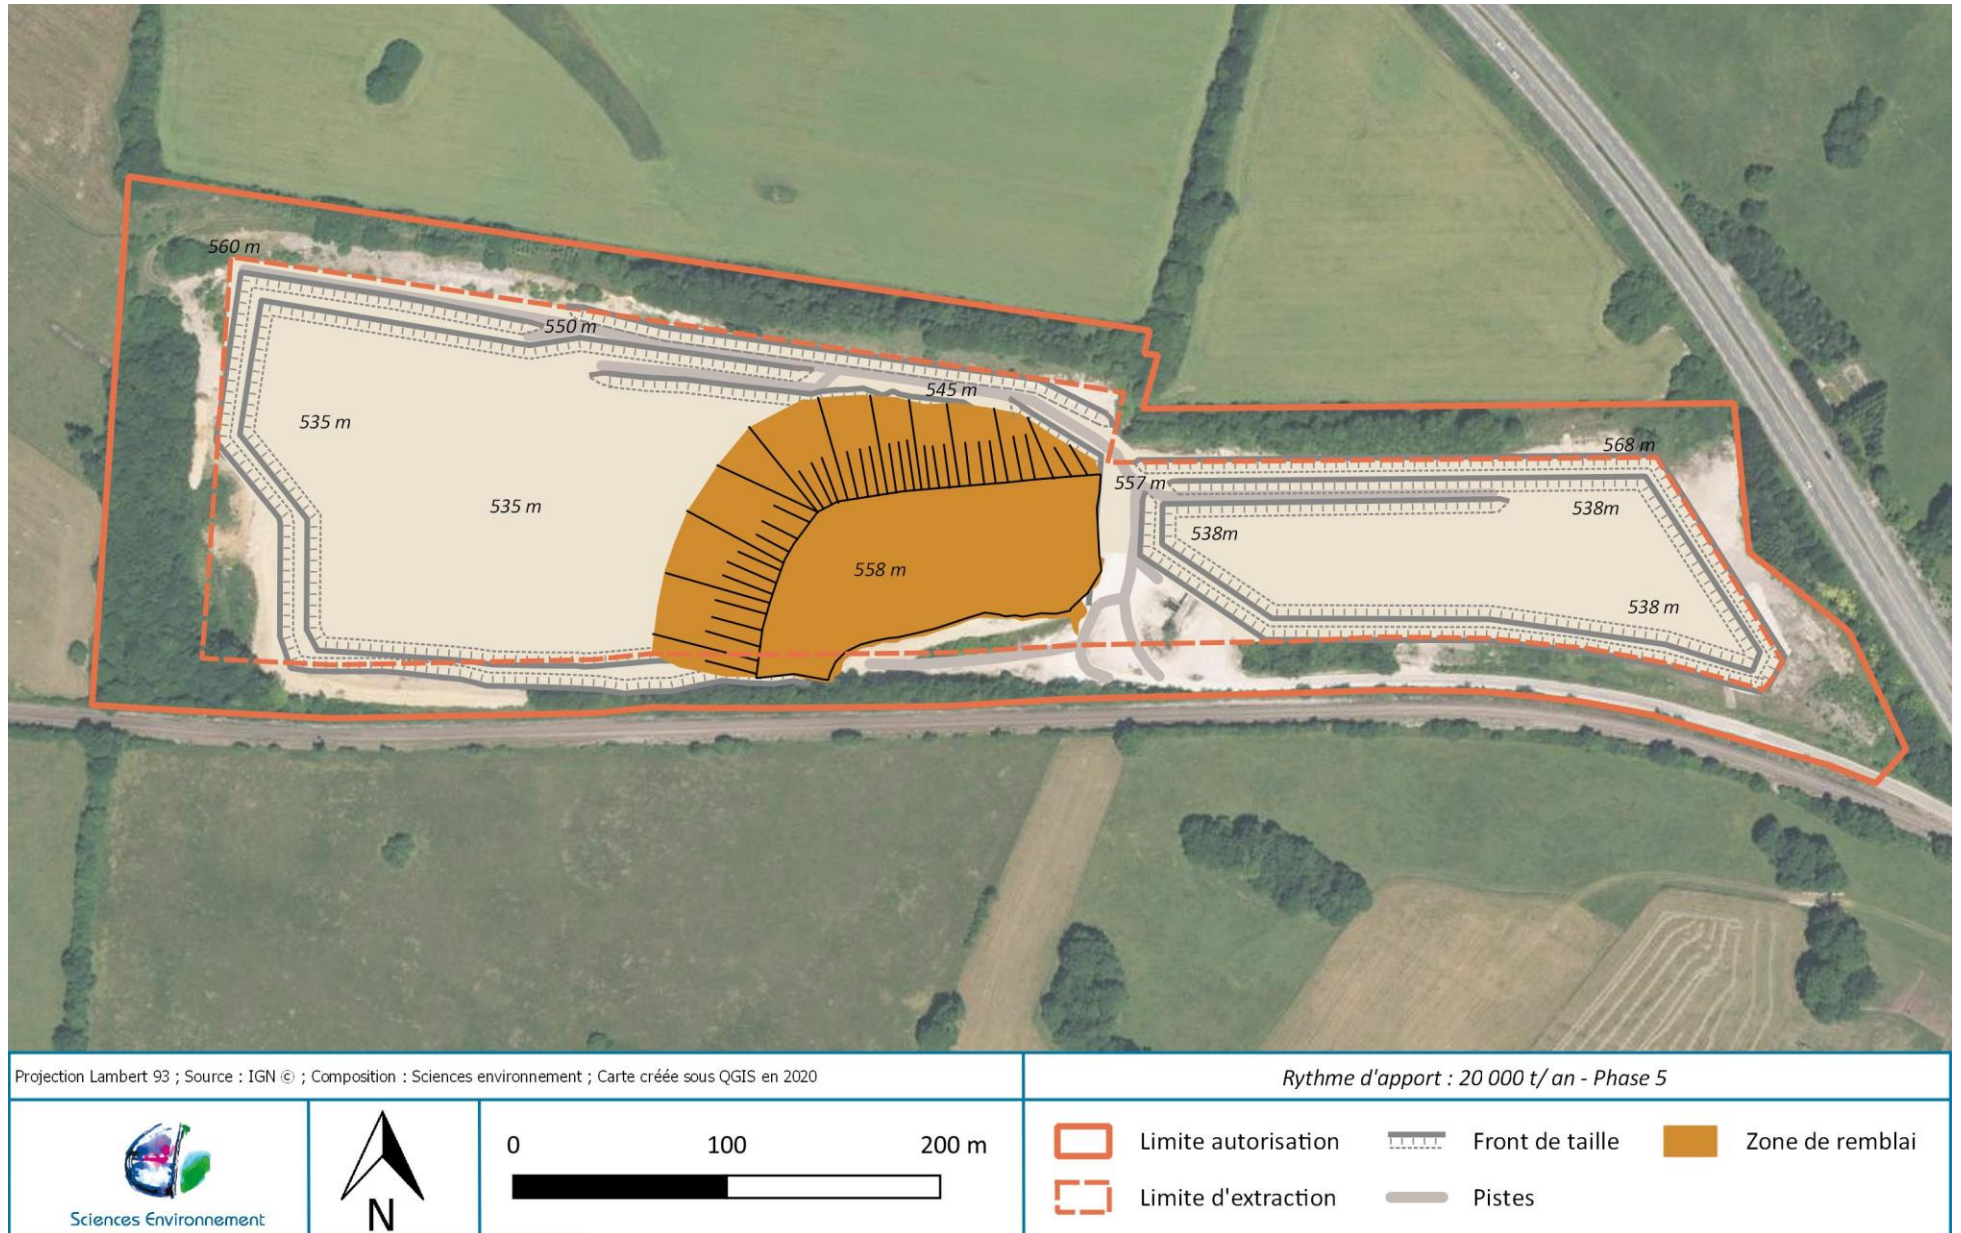 560 m
550 m
545 m
535 m
568 m
557 m
535 m
538m
538m
558 m
538 m
Projection Lambert 93 ; Source : IGN © ; Composition : Sciences environnement ; Carte créée sous QGIS en 2020
Rythme d'apport : 20 000 t/ an - Phase 5
Sciences Environnement
N
0 100 200 m
Limite autorisation
Front de taille
Zone de remblai
Limite d'extraction
Pistes